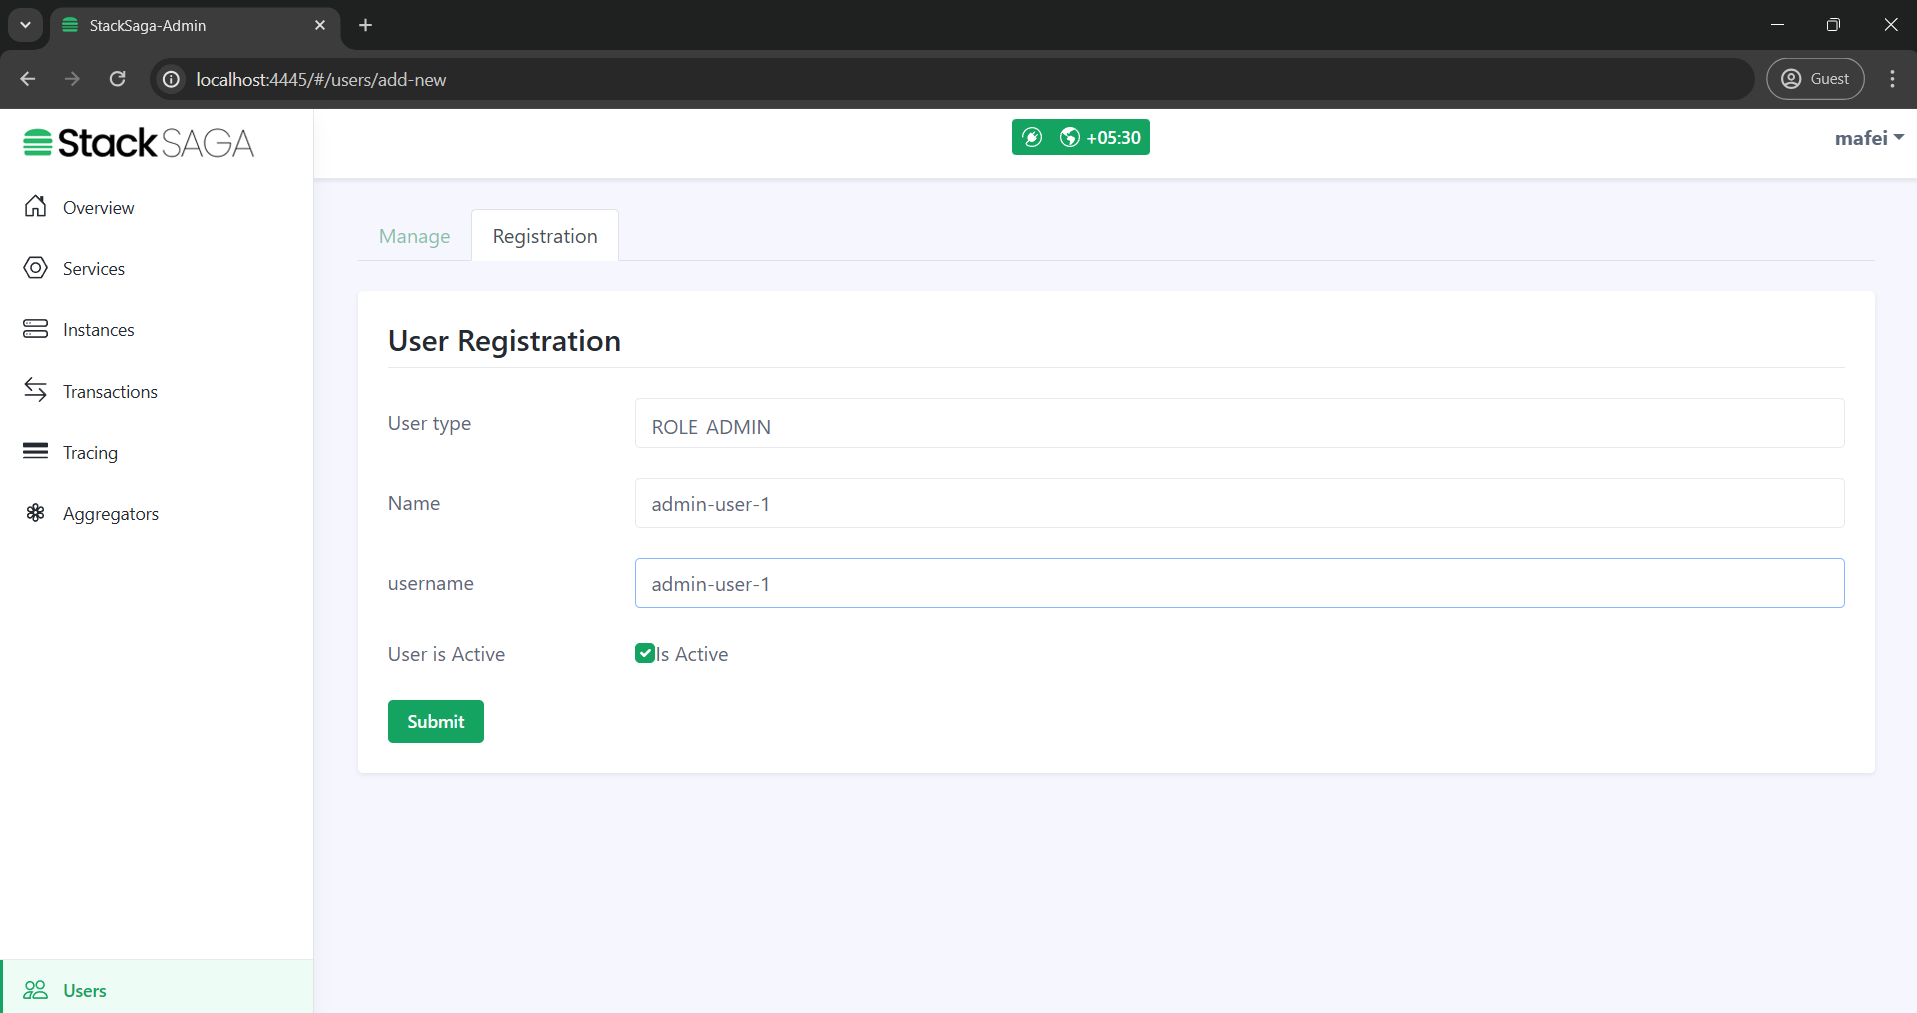 StackSaga-Admin
localhost:4445/#/users/add-new
Guest
StackSAGA
+05:30
mafei
Overview
Services
Instances
Transactions
Tracing
Aggregators
Users
Manage
Registration
User Registration
User type
ROLE ADMIN
Name
admin-user-1
username
admin-user-1
User is Active
Is Active
Submit